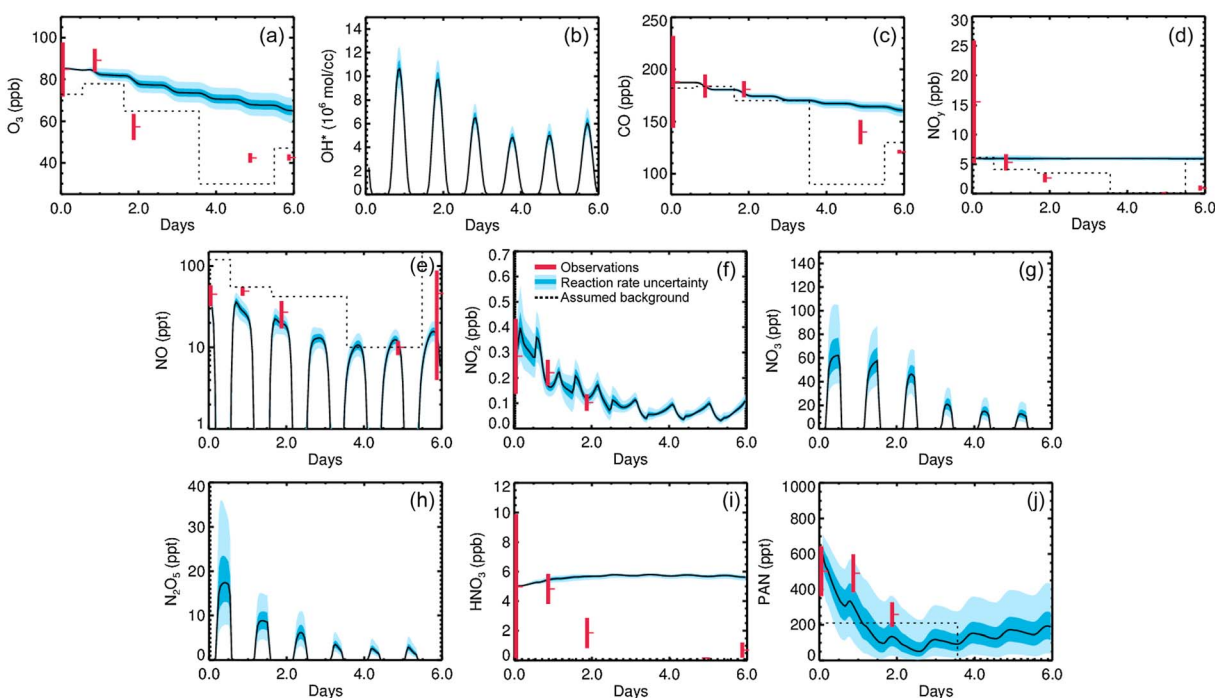 (a)
O₃ (ppb)
100
80
60
40
0.0 2.0 4.0 6.0
Days
(b)
OH* (10⁶ mol/cc)
14
12
10
8
6
4
2
0
0.0 2.0 4.0 6.0
Days
(c)
CO (ppb)
250
200
150
100
0.0 2.0 4.0 6.0
Days
(d)
NOy (ppb)
30
25
20
15
10
5
0
0.0 2.0 4.0 6.0
Days
(e)
NO (ppt)
100
10
1
0.0 2.0 4.0 6.0
Days
(f)
NO₂ (ppb)
0.7
0.6
0.5
0.4
0.3
0.2
0.1
0.0
Observations
Reaction rate uncertainty
Assumed background
0.0 2.0 4.0 6.0
Days
(g)
NO₃ (ppt)
140
120
100
80
60
40
20
0
0.0 2.0 4.0 6.0
Days
(h)
N₂O₅ (ppt)
40
30
20
10
0
0.0 2.0 4.0 6.0
Days
(i)
HNO₃ (ppb)
12
10
8
6
4
2
0
0.0 2.0 4.0 6.0
Days
(j)
PAN (ppt)
1000
800
600
400
200
0
0.0 2.0 4.0 6.0
Days